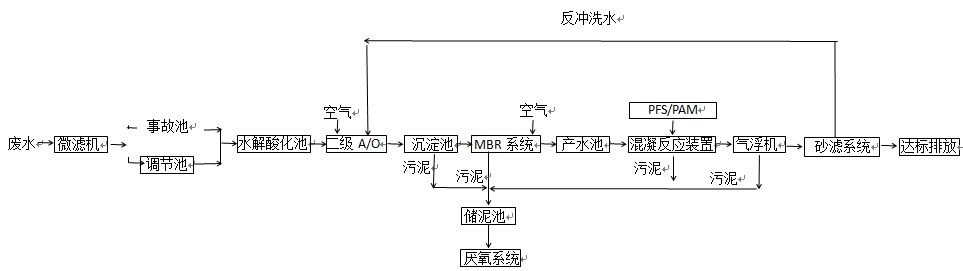 反冲洗水
空气
空气
PFS/PAM
事故池
废水
微滤机
调节池
水解酸化池
二级 A/O
沉淀池
MBR 系统
产水池
混凝反应装置
气浮机
砂滤系统
达标排放
污泥
污泥
污泥
污泥
储泥池
厌氧系统